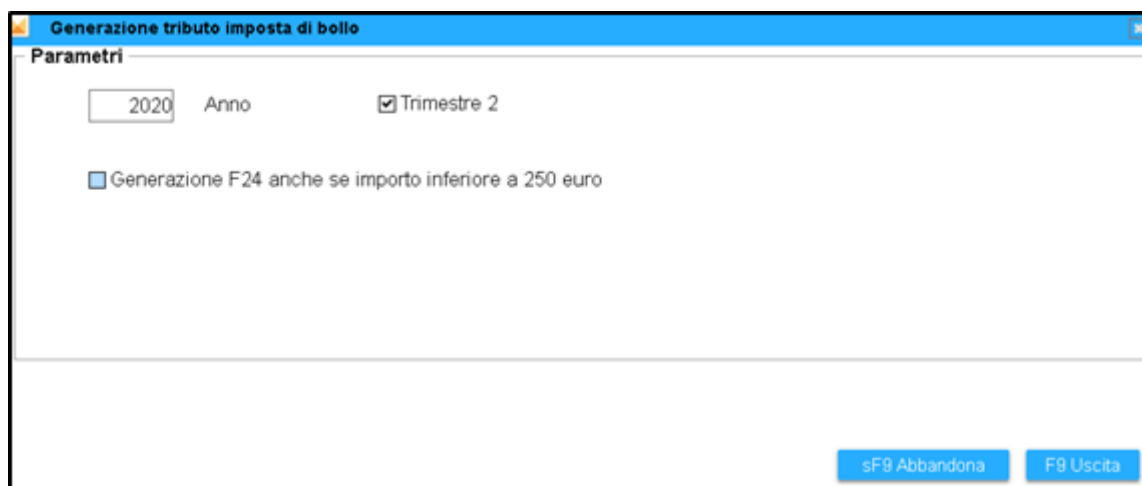 Generazione tributo imposta di bollo
Parametri
2020 Anno Trimestre 2
Generazione F24 anche se importo inferiore a 250 euro
sF9 Abbandona F9 Uscita